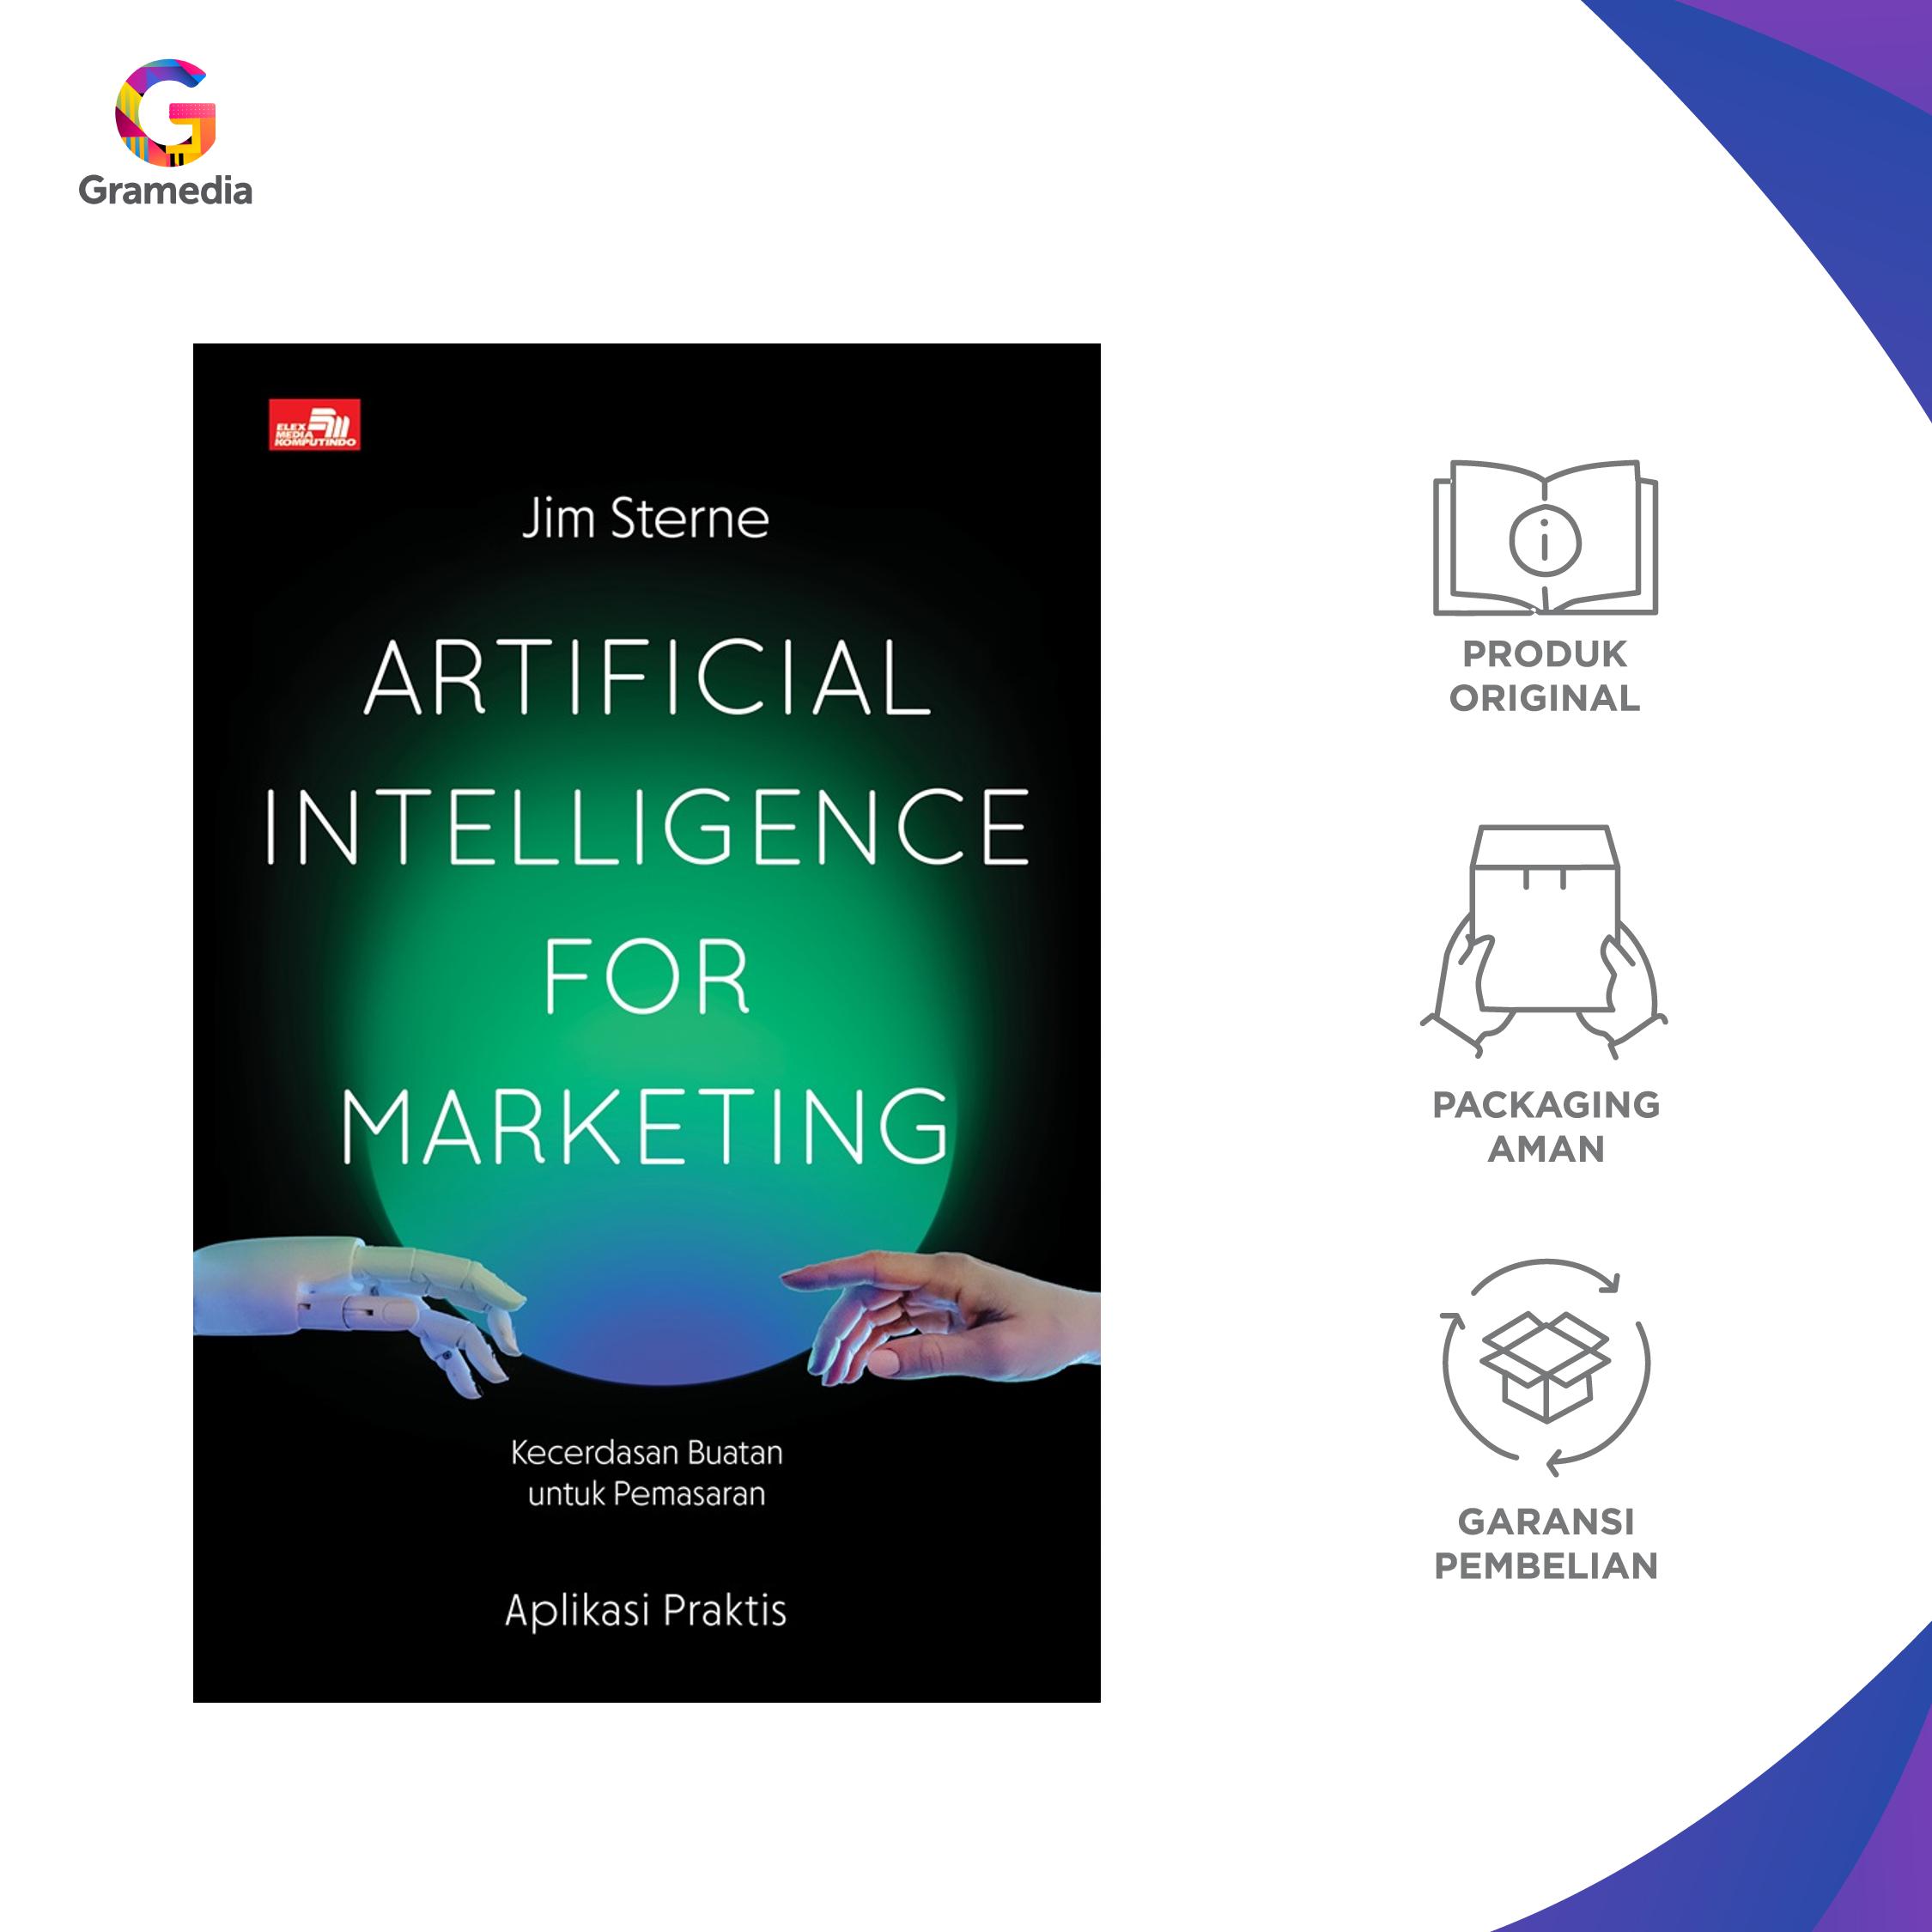 Gramedia
ELEX
MEDIA
KOMPUTINDO
Jim Sterne
ARTIFICIAL
INTELLIGENCE
FOR
MARKETING
Kecerdasan Buatan
untuk Pemasaran
Aplikasi Praktis
PRODUK
ORIGINAL
PACKAGING
AMAN
GARANSI
PEMBELIAN